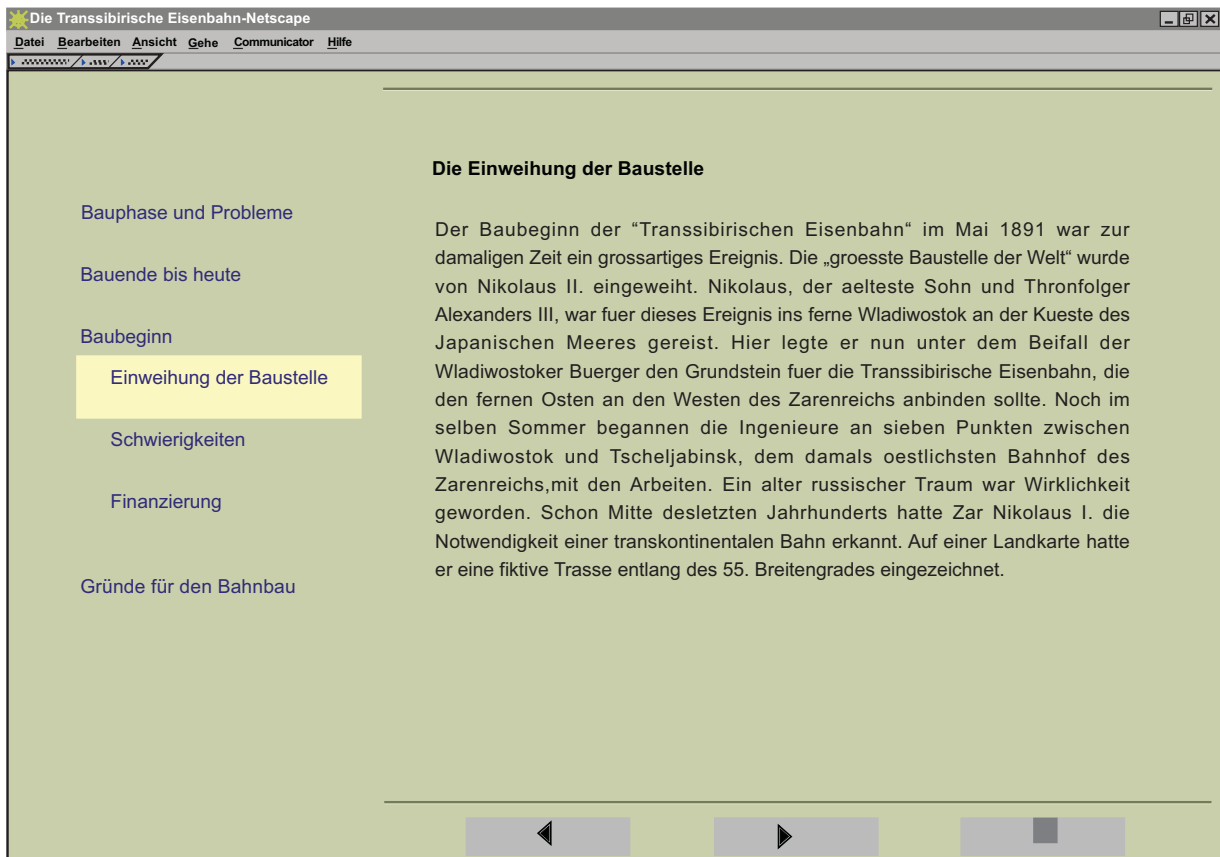 Die Transsibirische Eisenbahn-Netscape
Datei Bearbeiten Ansicht Gehe Communicator Hilfe
Bauphase und Probleme
Bauende bis heute
Baubeginn
Einweihung der Baustelle
Schwierigkeiten
Finanzierung
Gründe für den Bahnbau
Die Einweihung der Baustelle
Der Baubeginn der “Transsibirischen Eisenbahn“ im Mai 1891 war zur
damaligen Zeit ein grossartiges Ereignis. Die „groesste Baustelle der Welt“ wurde
von Nikolaus II. eingeweiht. Nikolaus, der aelteste Sohn und Thronfolger
Alexanders III, war fuer dieses Ereignis ins ferne Wladiwostok an der Kueste des
Japanischen Meeres gereist. Hier legte er nun unter dem Beifall der
Wladiwostoker Buerger den Grundstein fuer die Transsibirische Eisenbahn, die
den fernen Osten an den Westen des Zarenreichs anbinden sollte. Noch im
selben Sommer begannen die Ingenieure an sieben Punkten zwischen
Wladiwostok und Tscheljabinsk, dem damals oestlichsten Bahnhof des
Zarenreichs,mit den Arbeiten. Ein alter russischer Traum war Wirklichkeit
geworden. Schon Mitte desletzten Jahrhunderts hatte Zar Nikolaus I. die
Notwendigkeit einer transkontinentalen Bahn erkannt. Auf einer Landkarte hatte
er eine fiktive Trasse entlang des 55. Breitengrades eingezeichnet.